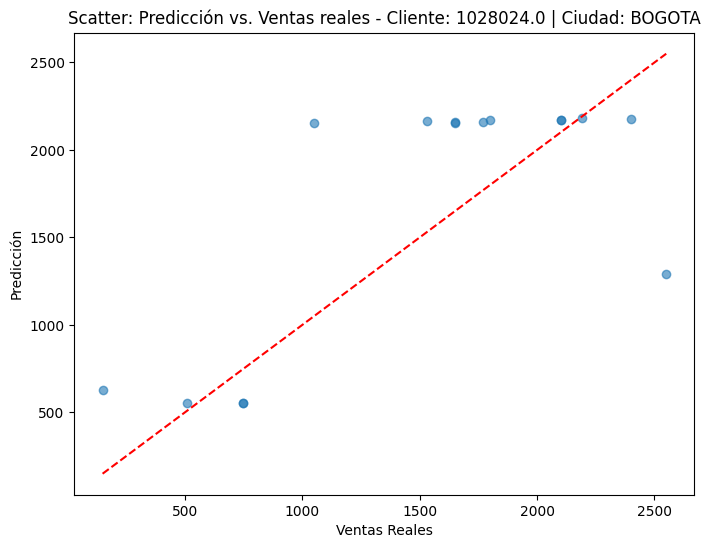 Scatter: Predicción vs. Ventas reales - Cliente: 1028024.0 | Ciudad: BOGOTA
2500
2000
1500
1000
500
Predicción
500 1000 1500 2000 2500
Ventas Reales